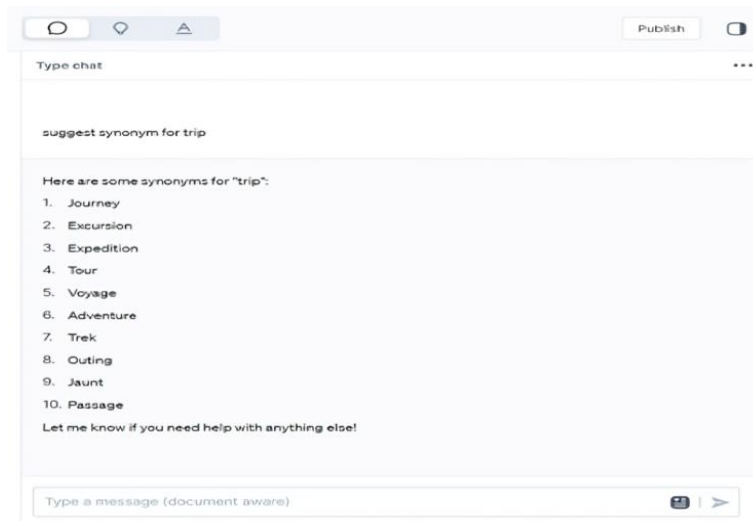 Publish
Type chat
suggest synonym for trip
Here are some synonyms for "trip":
1. Journey
2. Excursion
3. Expedition
4. Tour
5. Voyage
6. Adventure
7. Trek
8. Outing
9. Jaunt
10. Passage
Let me know if you need help with anything else!
Type a message (document aware)